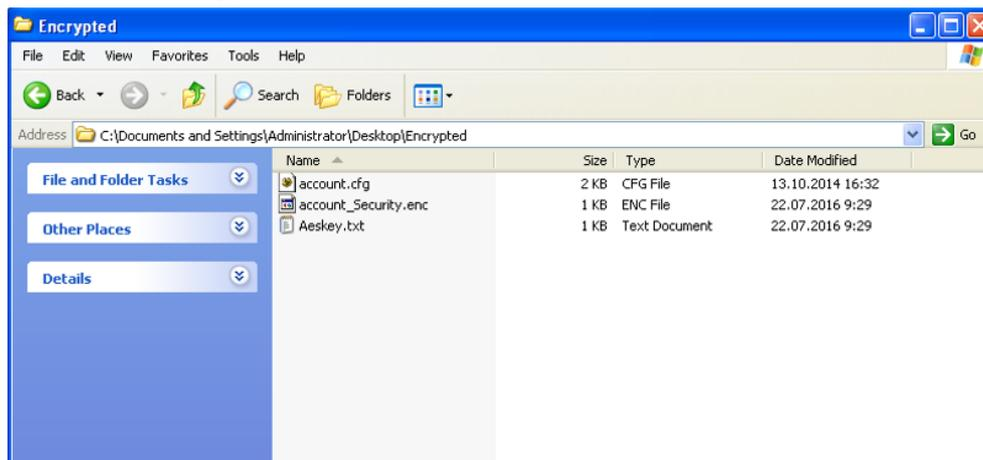 Encrypted
File Edit View Favorites Tools Help
Back Search Folders
Address C:\Documents and Settings\Administrator\Desktop\Encrypted Go
File and Folder Tasks
Other Places
Details
Name Size Type Date Modified
account.cfg 2 KB CFG File 13.10.2014 16:32
account_Security.enc 1 KB ENC File 22.07.2016 9:29
Aeskey.txt 1 KB Text Document 22.07.2016 9:29